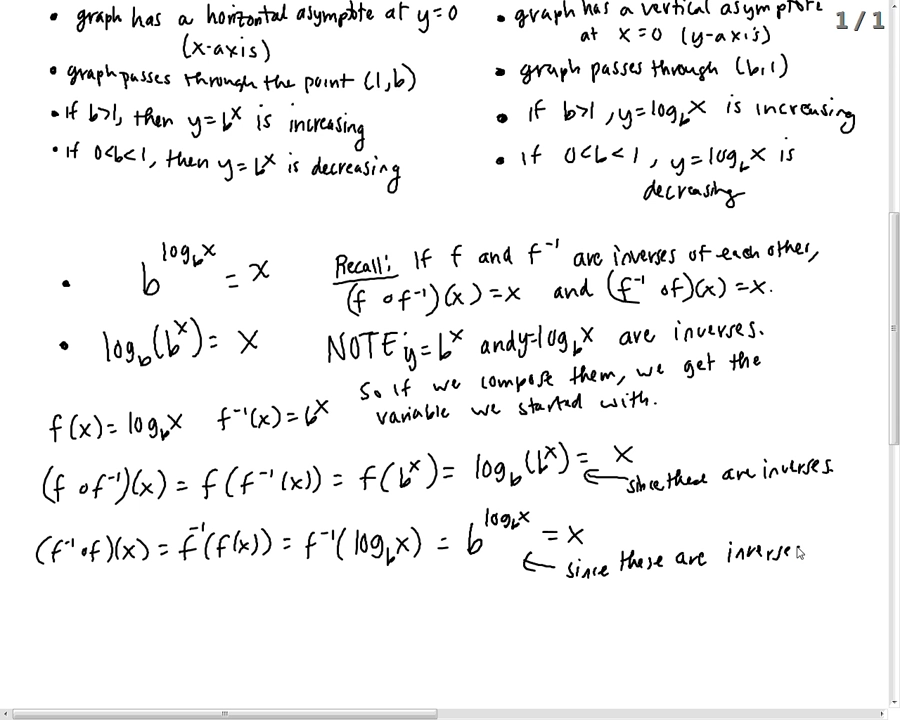 • graph has a horizontal asymptote at y=0
(x-axis)
• graph passes through the point (1,b)
• if b>1, then y=b^x is increasing
• if 0<b<1, then y=b^x is decreasing
• graph has a vertical asymptote
at x=0 (y-axis)
• graph passes through (b,1)
• if b>1, y=log_b x is increasing
• if 0<b<1, y=log_b x is
decreasing
1 / 1
• b^(log_b x) = x
• log_b(b^x) = x
Recall: If f and f⁻¹ are inverses of each other,
(f o f⁻¹)(x)=x and (f⁻¹ o f)(x)=x.
NOTE: y=b^x and y=log_b x are inverses.
So if we compose them, we get the
variable we started with.
f(x)=log_b x f⁻¹(x)=b^x
(f o f⁻¹)(x) = f(f⁻¹(x)) = f(b^x) = log_b(b^x) = x
← since these are inverses.
(f⁻¹ o f)(x) = f⁻¹(f(x)) = f⁻¹(log_b x) = b^(log_b x) = x
← since these are inverse